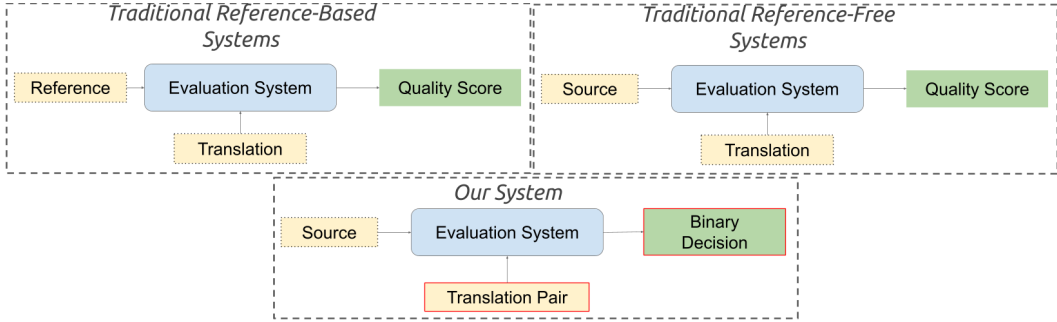 Traditional Reference-Based
Systems
Reference
Evaluation System
Quality Score
Translation
Traditional Reference-Free
Systems
Source
Evaluation System
Quality Score
Translation
Our System
Source
Evaluation System
Binary
Decision
Translation Pair